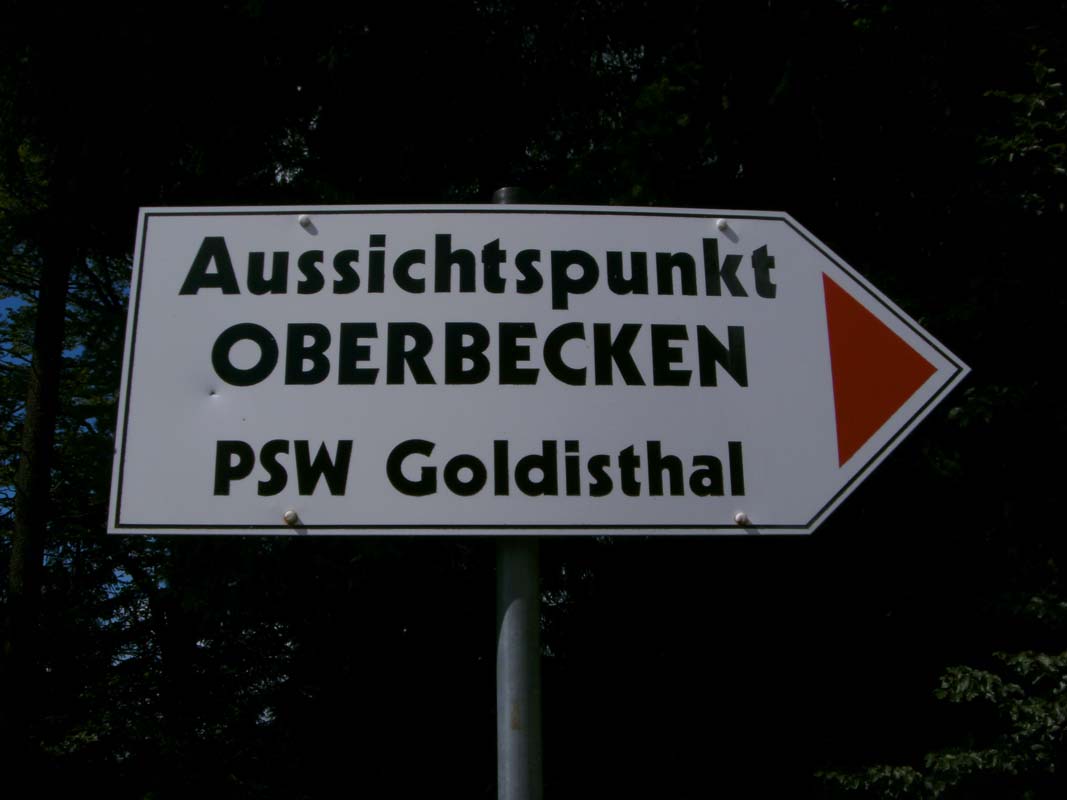 Aussichtspunkt
OBERBECKEN
PSW Goldisthal